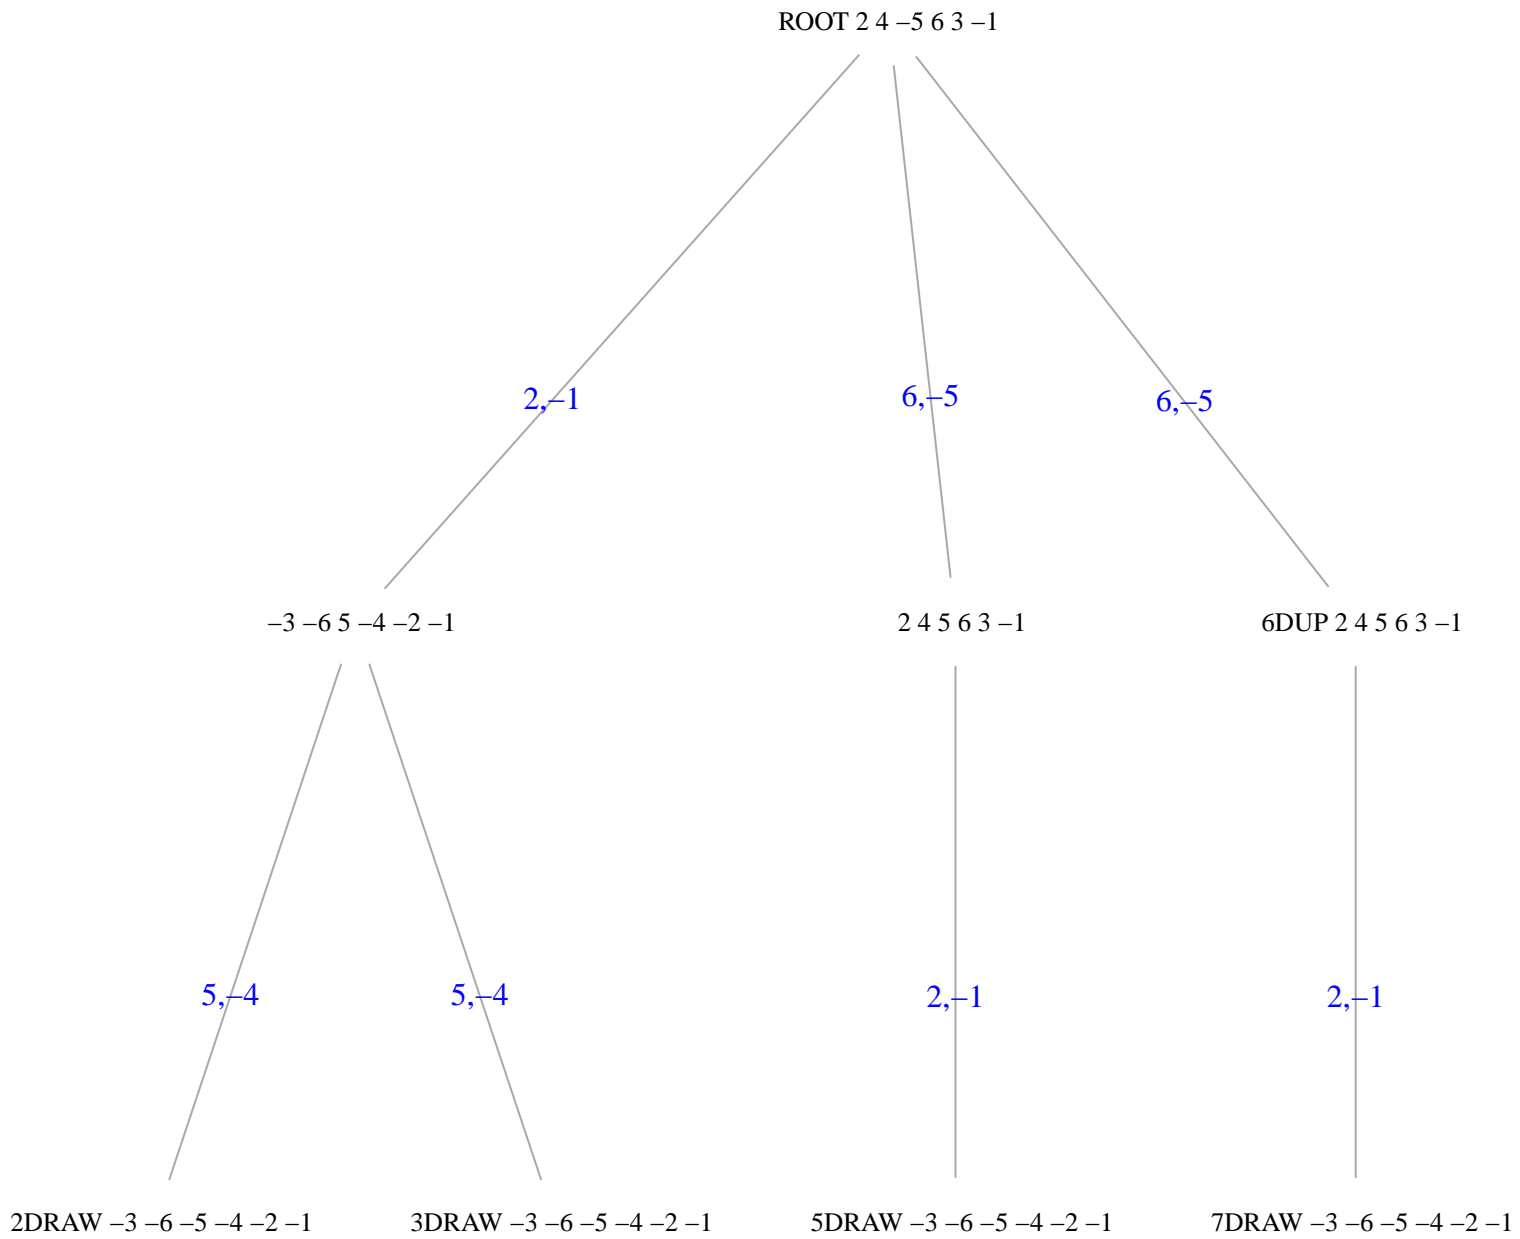 ROOT 2 4 –5 6 3 –1
2,–1
6,–5
6,–5
–3 –6 5 –4 –2 –1
2 4 5 6 3 –1
6DUP 2 4 5 6 3 –1
5,–4
5,–4
2,–1
2,–1
2DRAW –3 –6 –5 –4 –2 –1
3DRAW –3 –6 –5 –4 –2 –1
5DRAW –3 –6 –5 –4 –2 –1
7DRAW –3 –6 –5 –4 –2 –1